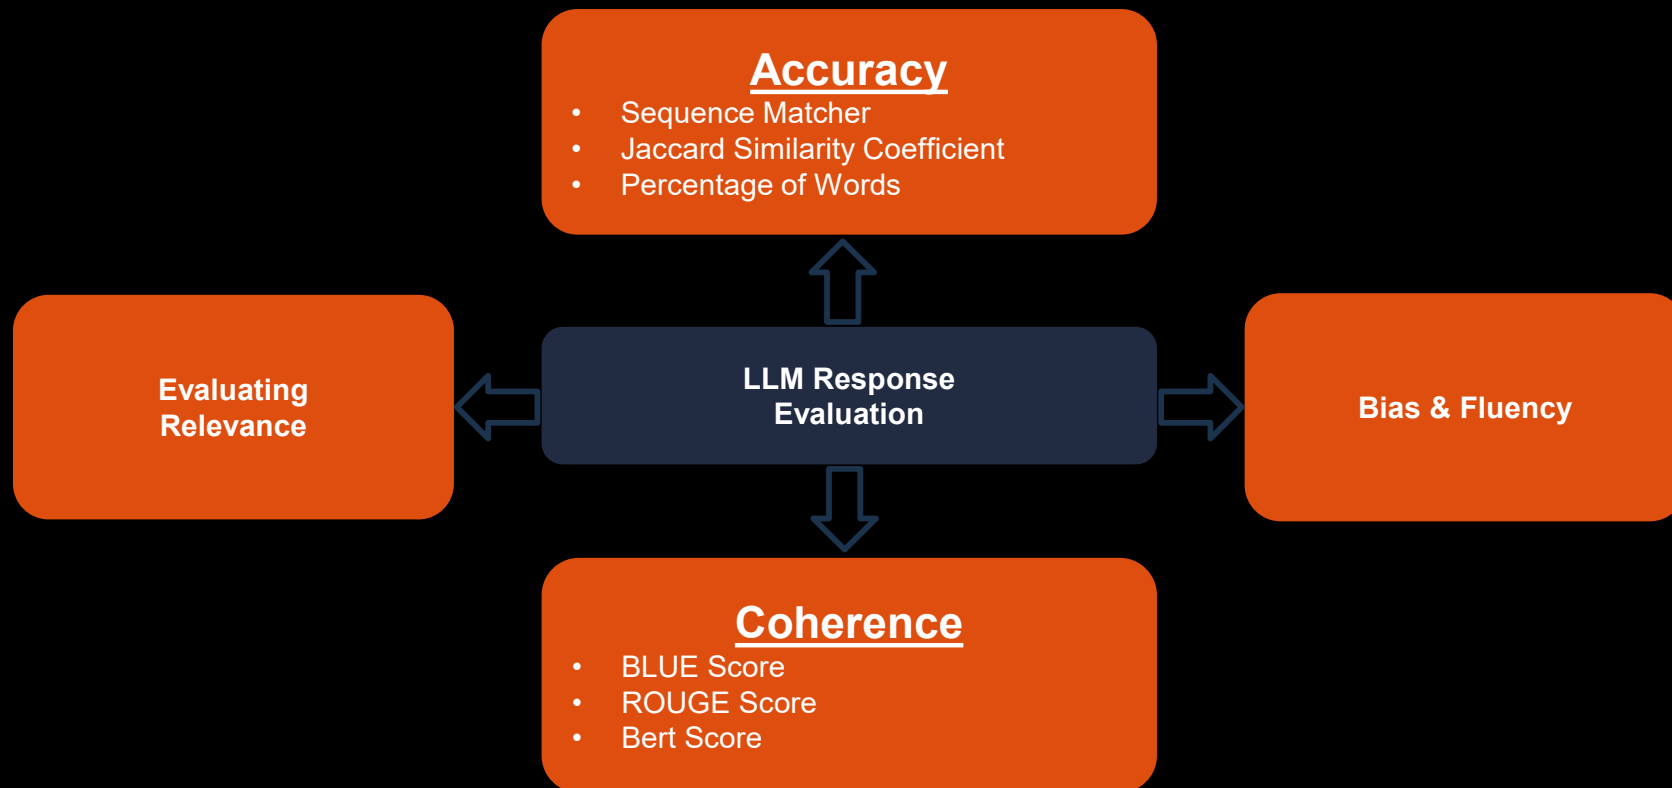 Accuracy
• Sequence Matcher
• Jaccard Similarity Coefficient
• Percentage of Words
Evaluating
Relevance
LLM Response
Evaluation
Bias & Fluency
Coherence
• BLUE Score
• ROUGE Score
• Bert Score